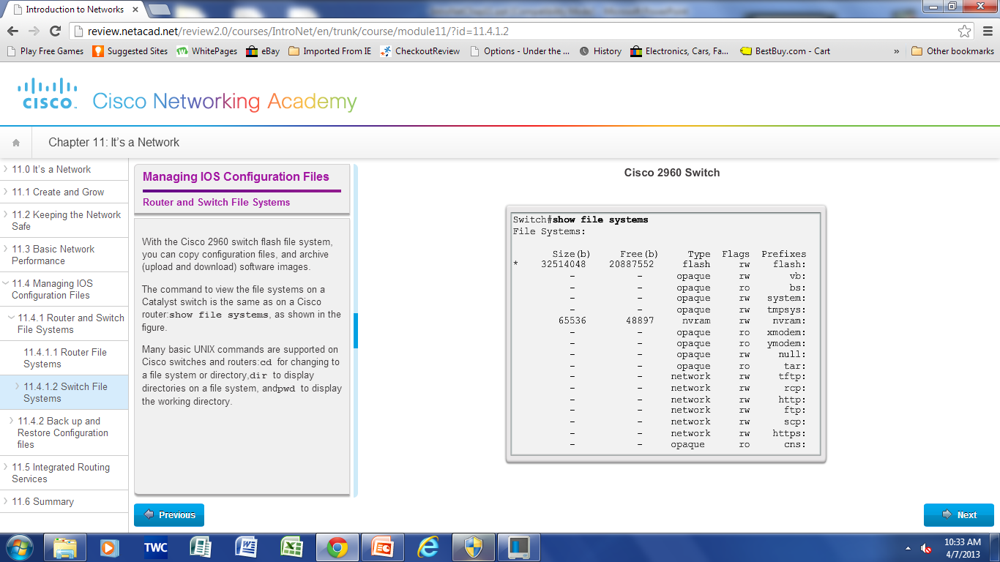 Introduction to Networks
review.netacad.net/review2.0/courses/IntroNet/en/trunk/course/module11/?id=11.4.1.2
Play Free Games Suggested Sites WhitePages eBay Imported From IE CheckoutReview Options - Under the ... History Electronics, Cars, Fa... BestBuy.com - Cart » Other bookmarks
CISCO. Cisco Networking Academy
Chapter 11: It's a Network
11.0 It's a Network
11.1 Create and Grow
11.2 Keeping the Network
Safe
11.3 Basic Network
Performance
11.4 Managing IOS
Configuration Files
11.4.1 Router and Switch
File Systems
11.4.1.1 Router File
Systems
11.4.1.2 Switch File
Systems
11.4.2 Back up and
Restore Configuration
files
11.5 Integrated Routing
Services
11.6 Summary
Managing IOS Configuration Files
Router and Switch File Systems
With the Cisco 2960 switch flash file system,
you can copy configuration files, and archive
(upload and download) software images.
The command to view the file systems on a
Catalyst switch is the same as on a Cisco
router:show file systems, as shown in the
figure.
Many basic UNIX commands are supported on
Cisco switches and routers:cd for changing to
a file system or directory,dir to display
directories on a file system, andpwd to display
the working directory.
Cisco 2960 Switch
Switch#show file systems
File Systems:
Size(b) Free(b) Type Flags Prefixes
* 32514048 20887552 flash rw flash:
- - opaque rw vb:
- - opaque ro bs:
- - opaque rw system:
- - opaque rw tmpsys:
65536 48897 nvram rw nvram:
- - opaque ro xmodem:
- - opaque ro ymodem:
- - opaque rw null:
- - opaque ro tar:
- - network rw tftp:
- - network rw rcp:
- - network rw http:
- - network rw ftp:
- - network rw scp:
- - network rw https:
- - opaque ro cns:
Previous
Next
TWC
10:33 AM
4/7/2013